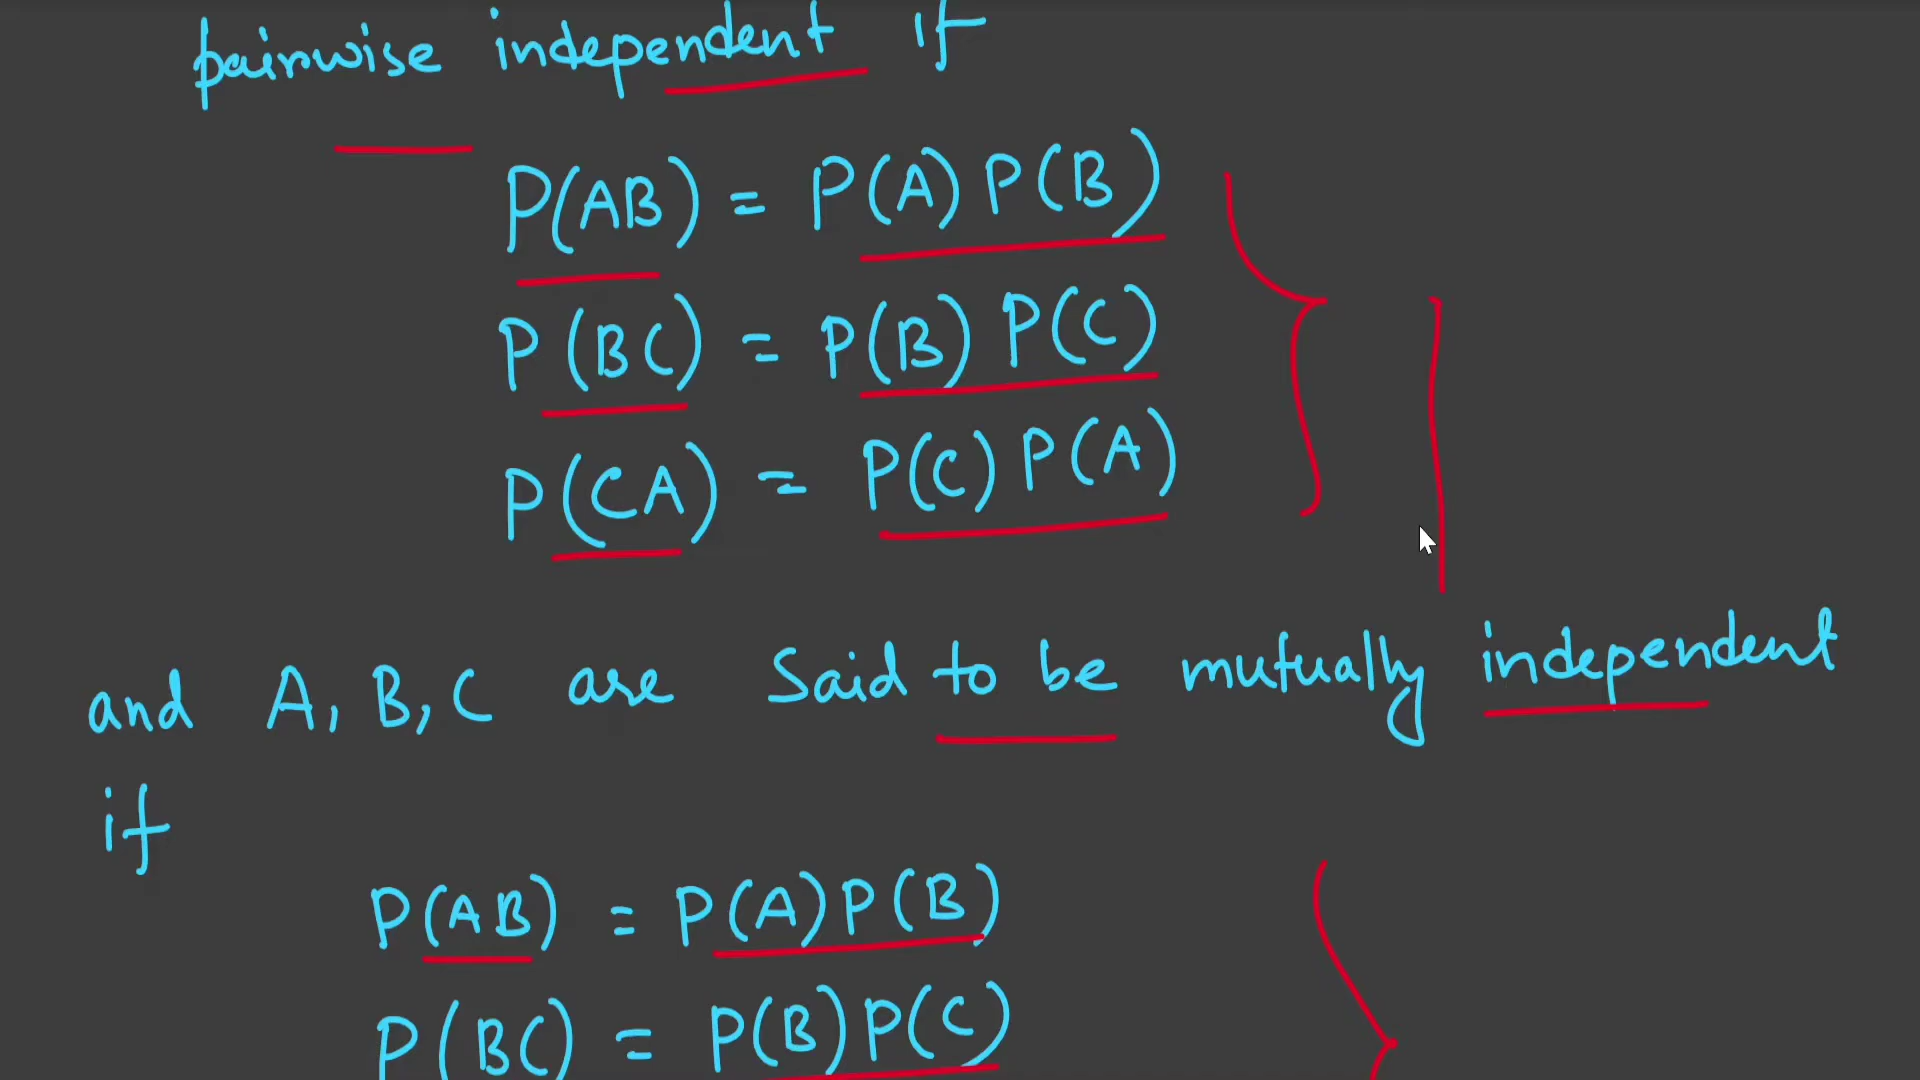 pairwise independent if
P(AB) = P(A) P(B)
P(BC) = P(B) P(C)
P(CA) = P(C) P(A)
and A, B, C are said to be mutually independent
if
P(AB) = P(A) P(B)
P(BC) = P(B) P(C)